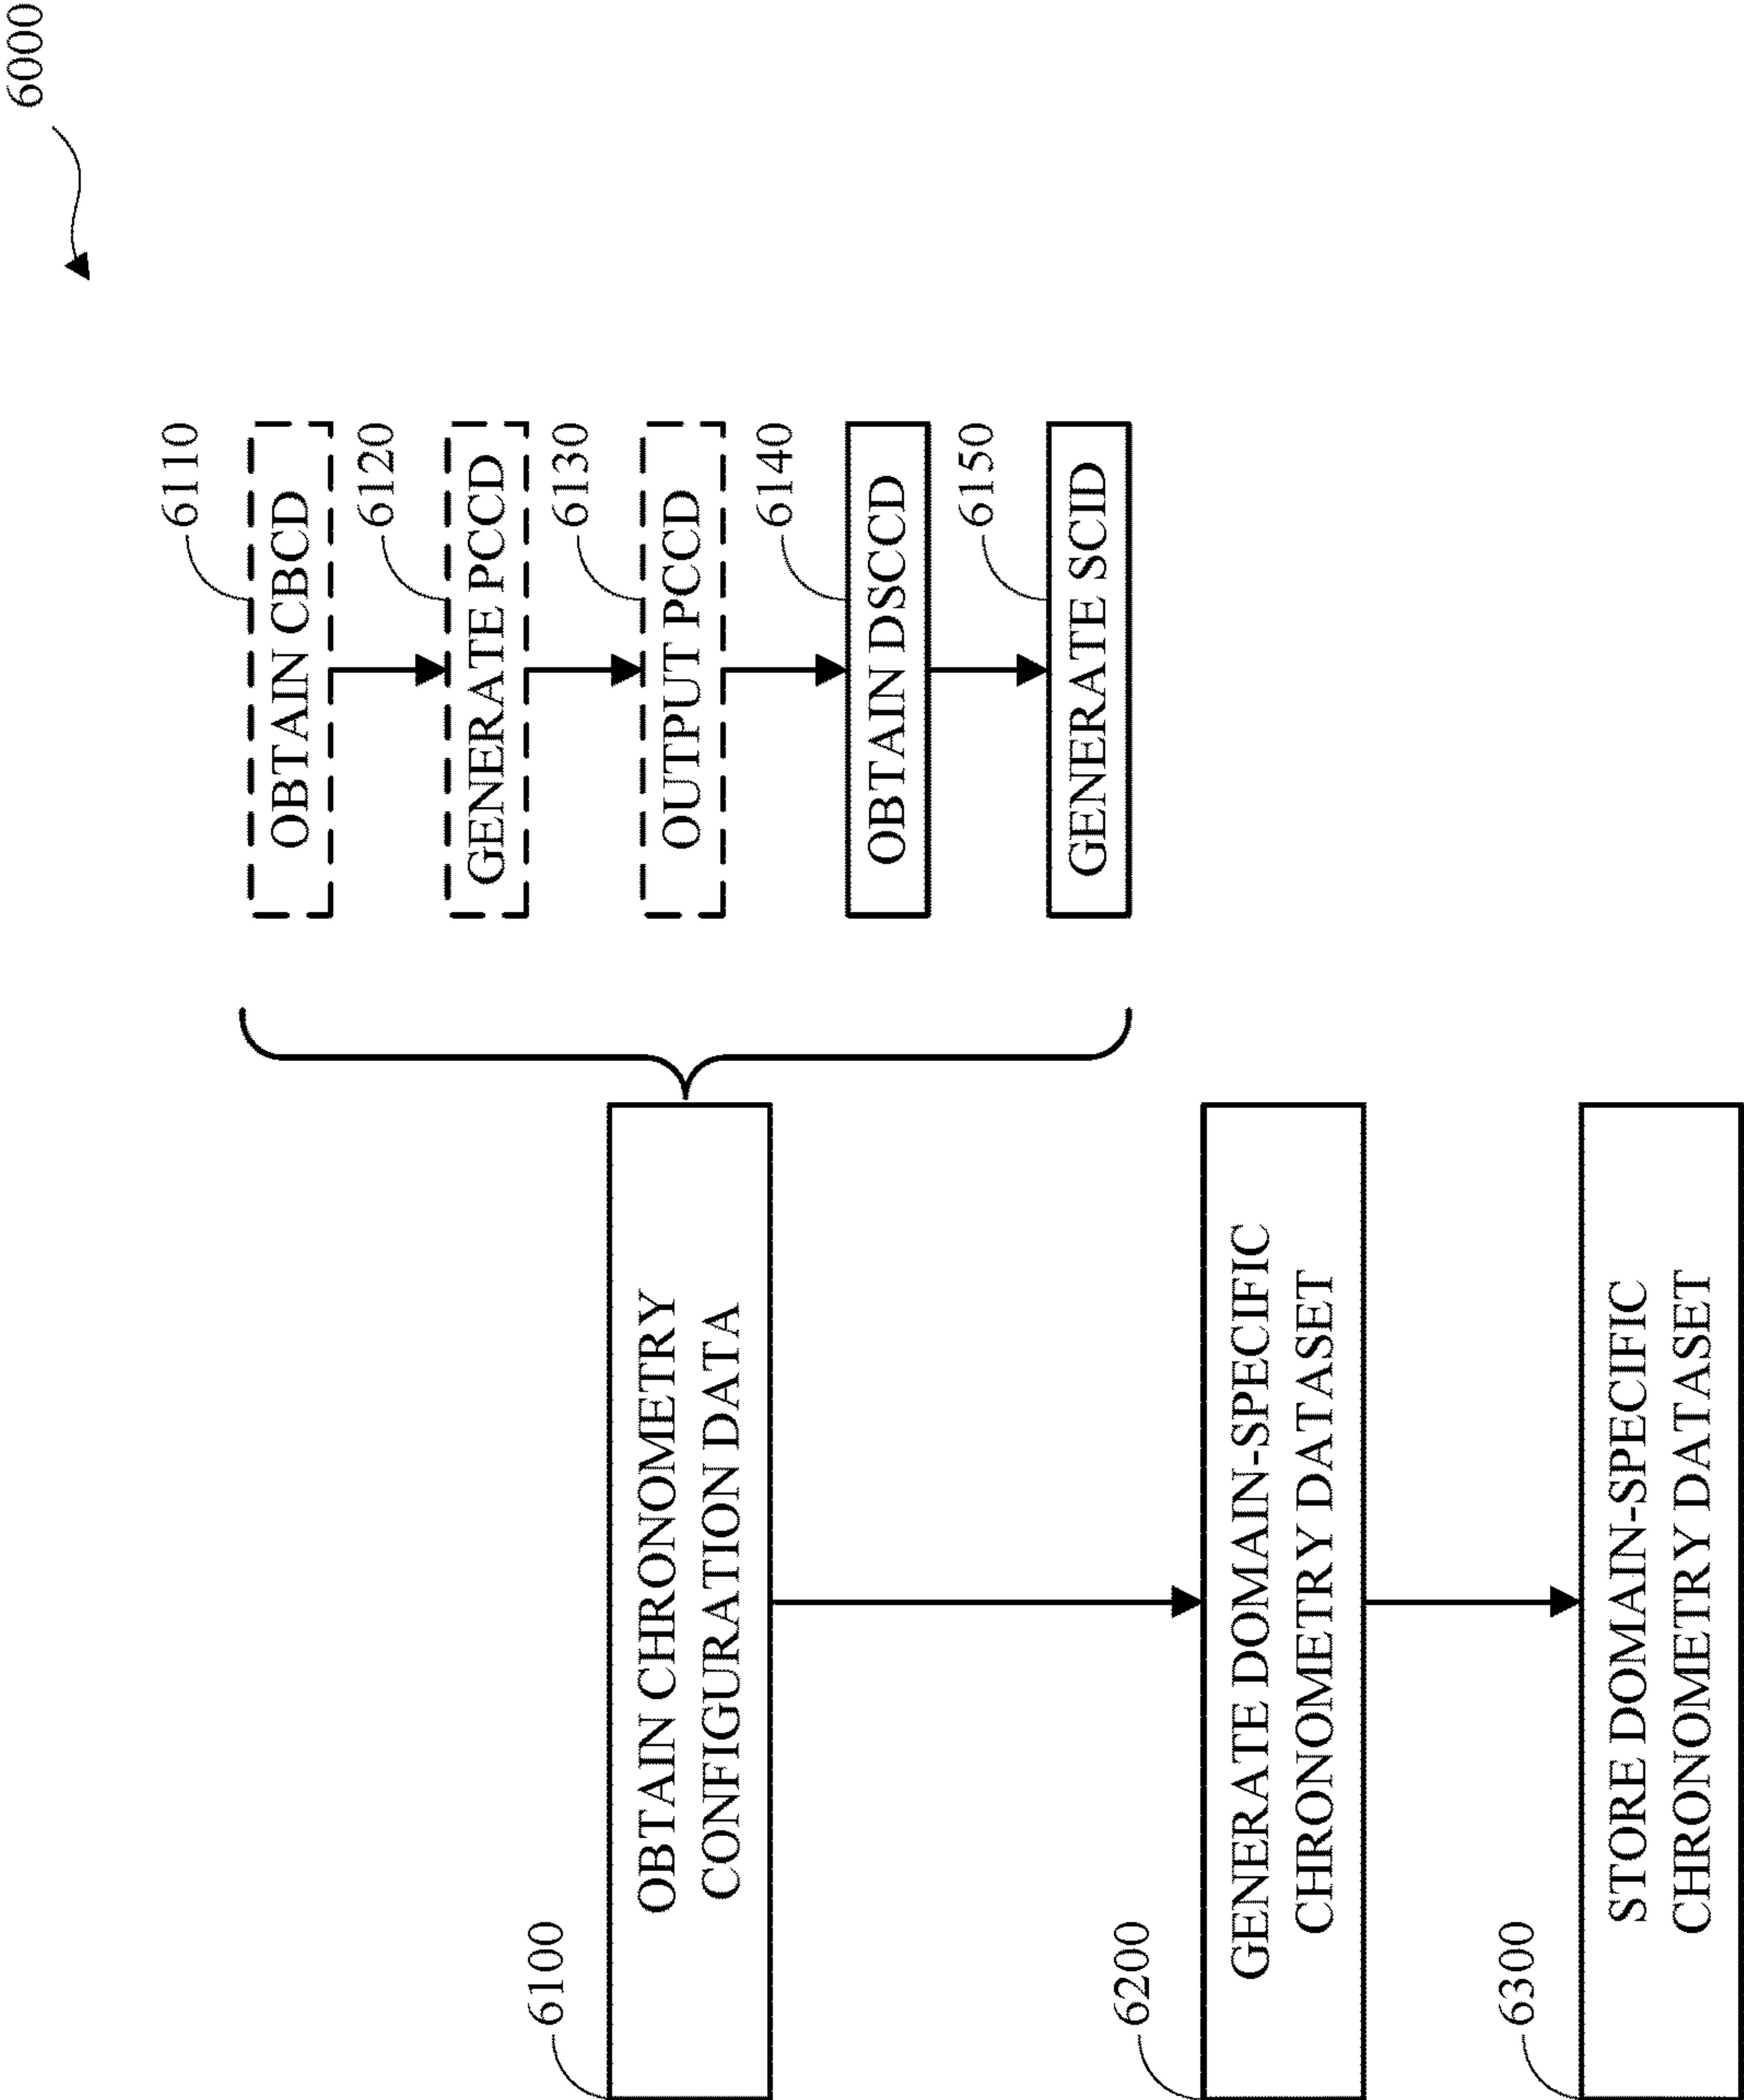 6000
6100
OBTAIN CHRONOMETRY
CONFIGURATION DATA
6110
OBTAIN CBCD
6120
GENERATE PCCD
6130
OUTPUT PCCD
6140
OBTAIN DSCCD
6150
GENERATE SCID
6200
GENERATE DOMAIN-SPECIFIC
CHRONOMETRY DATASET
6300
STORE DOMAIN-SPECIFIC
CHRONOMETRY DATASET